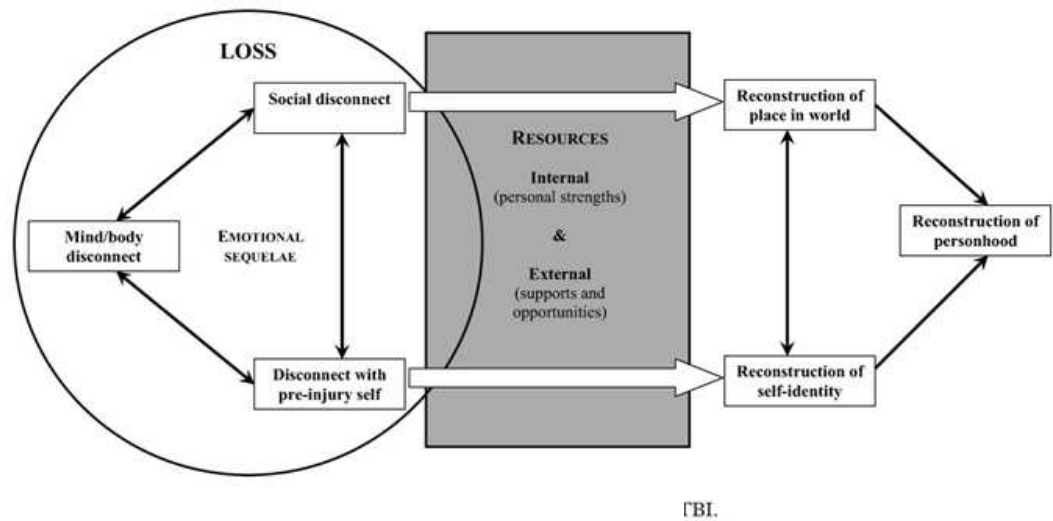 LOSS
Social disconnect
Mind/body
disconnect
EMOTIONAL
SEQUELAE
Disconnect with
pre-injury self
RESOURCES
Internal
(personal strengths)
&
External
(supports and
opportunities)
Reconstruction of
place in world
Reconstruction of
self-identity
Reconstruction of
personhood
TBI.